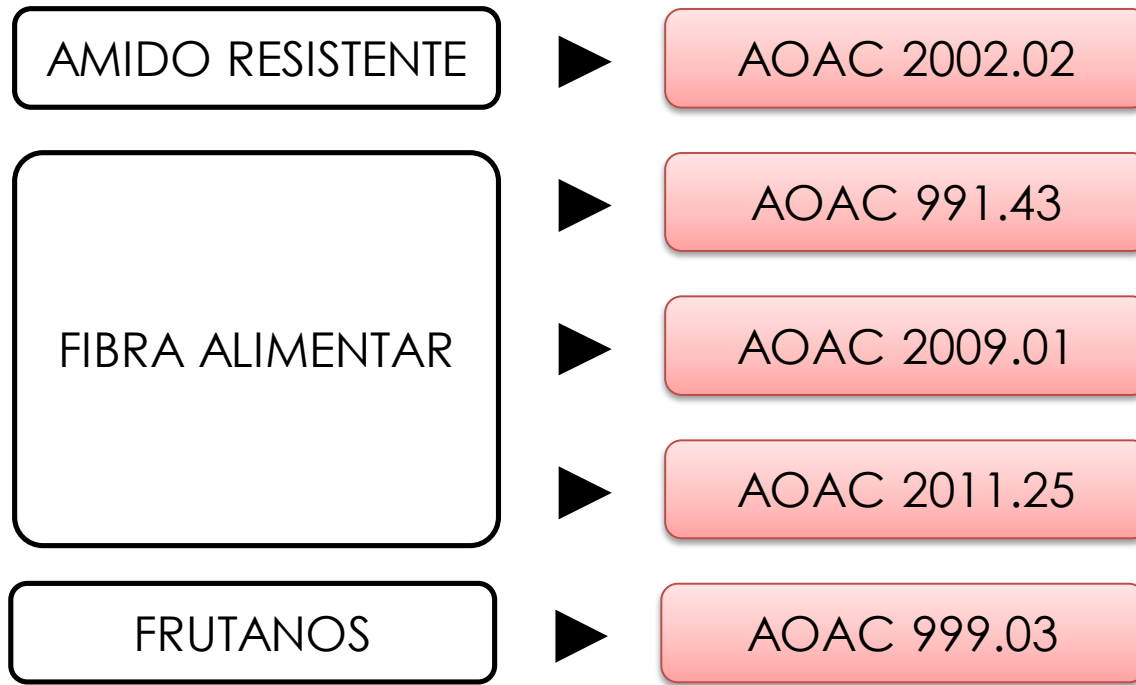 AMIDO RESISTENTE
AOAC 2002.02
FIBRA ALIMENTAR
AOAC 991.43
AOAC 2009.01
AOAC 2011.25
FRUTANOS
AOAC 999.03